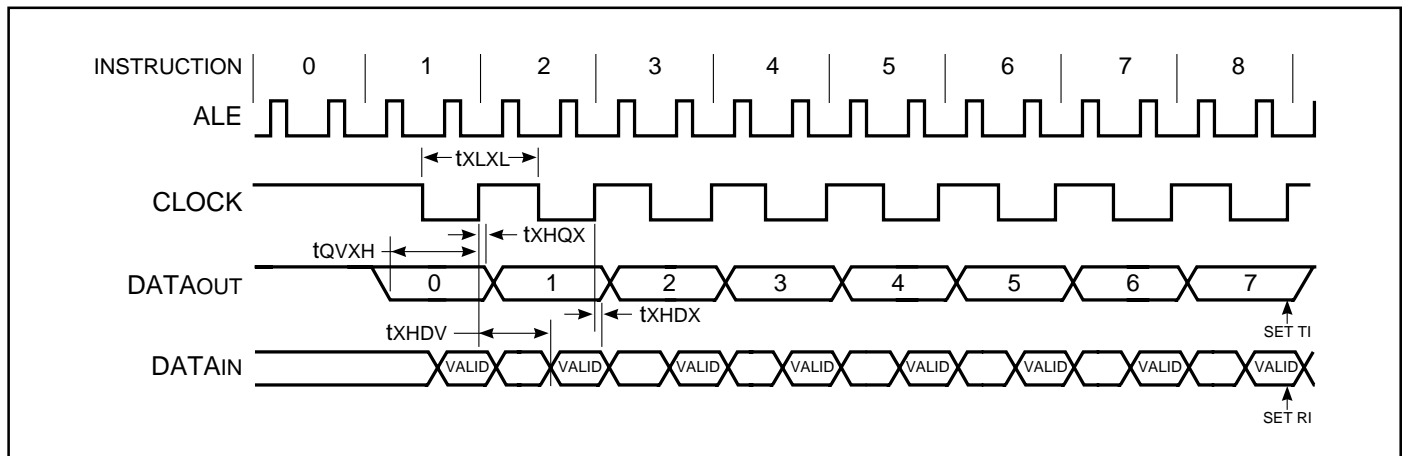 INSTRUCTION 0 1 2 3 4 5 6 7 8
ALE
tXLXL
CLOCK
tQVXH tXHQX
DATAOUT 0 1 2 3 4 5 6 7
tXHDV tXHDX SET TI
DATAIN VALID VALID VALID VALID VALID VALID VALID VALID
SET RI